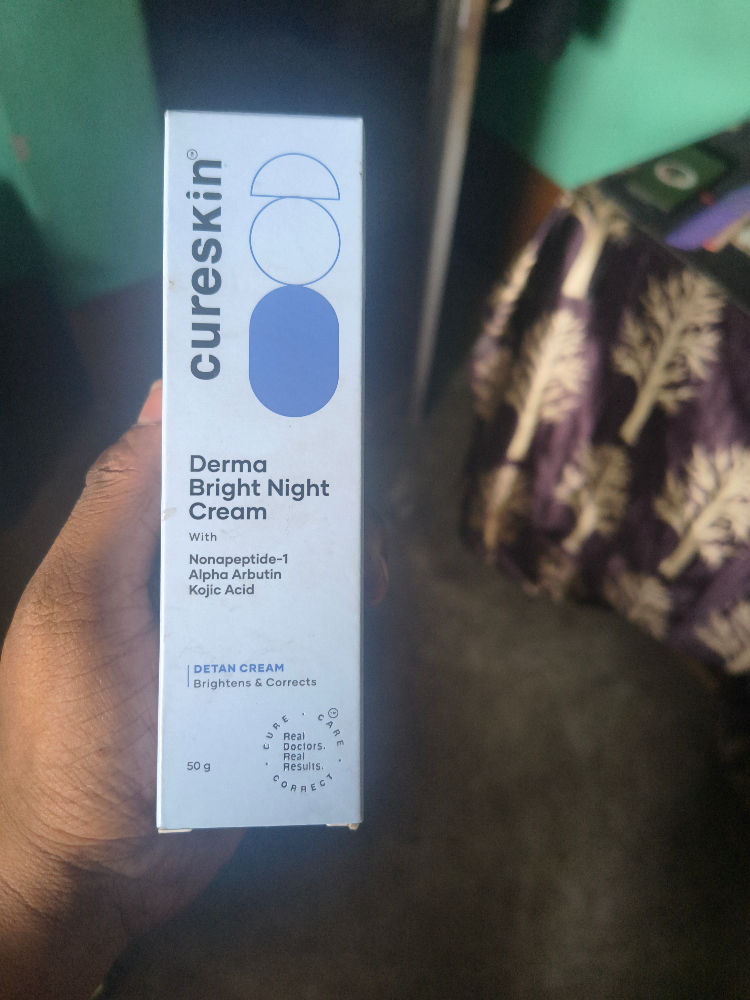 cureskin®
Derma
Bright Night
Cream
With
Nonapeptide-1
Alpha Arbutin
Kojic Acid
DETAN CREAM
Brightens & Corrects
CURE · CARE · CORRECT ·
Real
Doctors.
Real
Results.
50 g